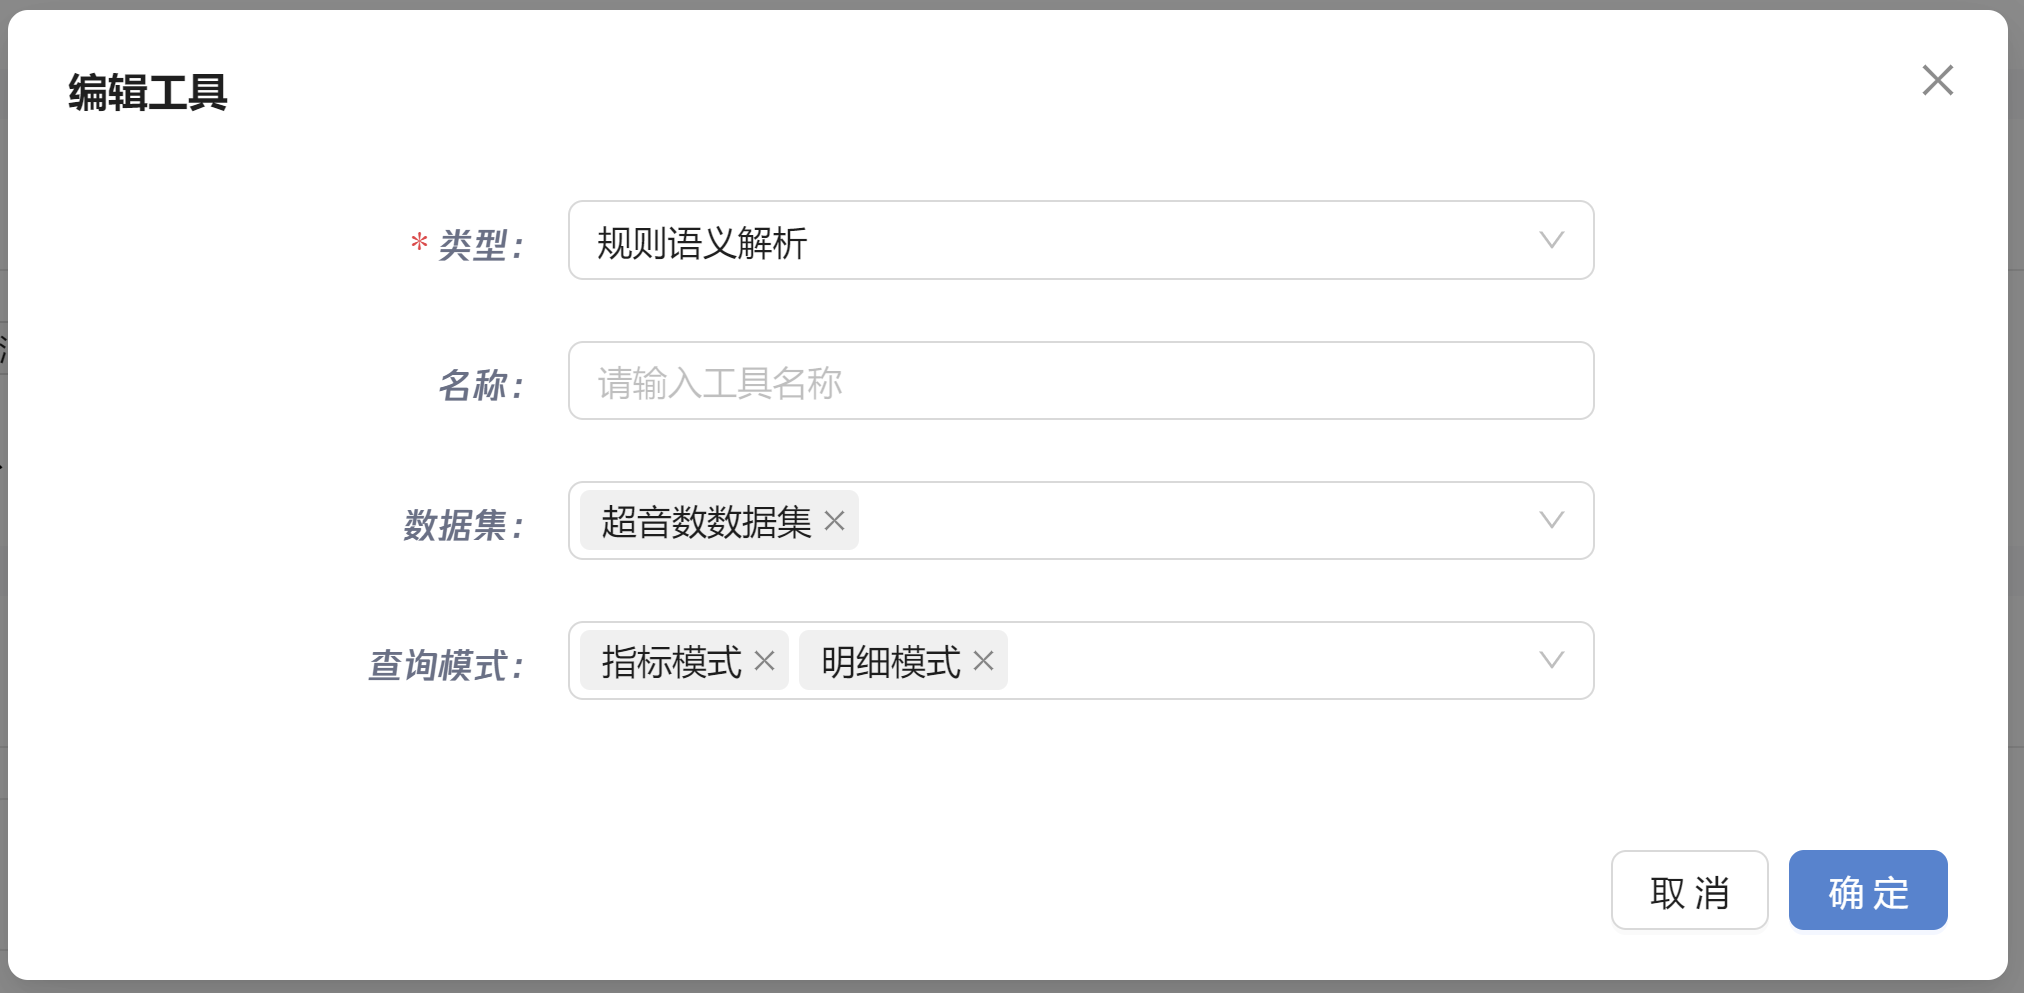 编辑工具
* 类型： 规则语义解析
名称： 请输入工具名称
数据集： 超音数数据集
查询模式： 指标模式 明细模式
取 消 确 定